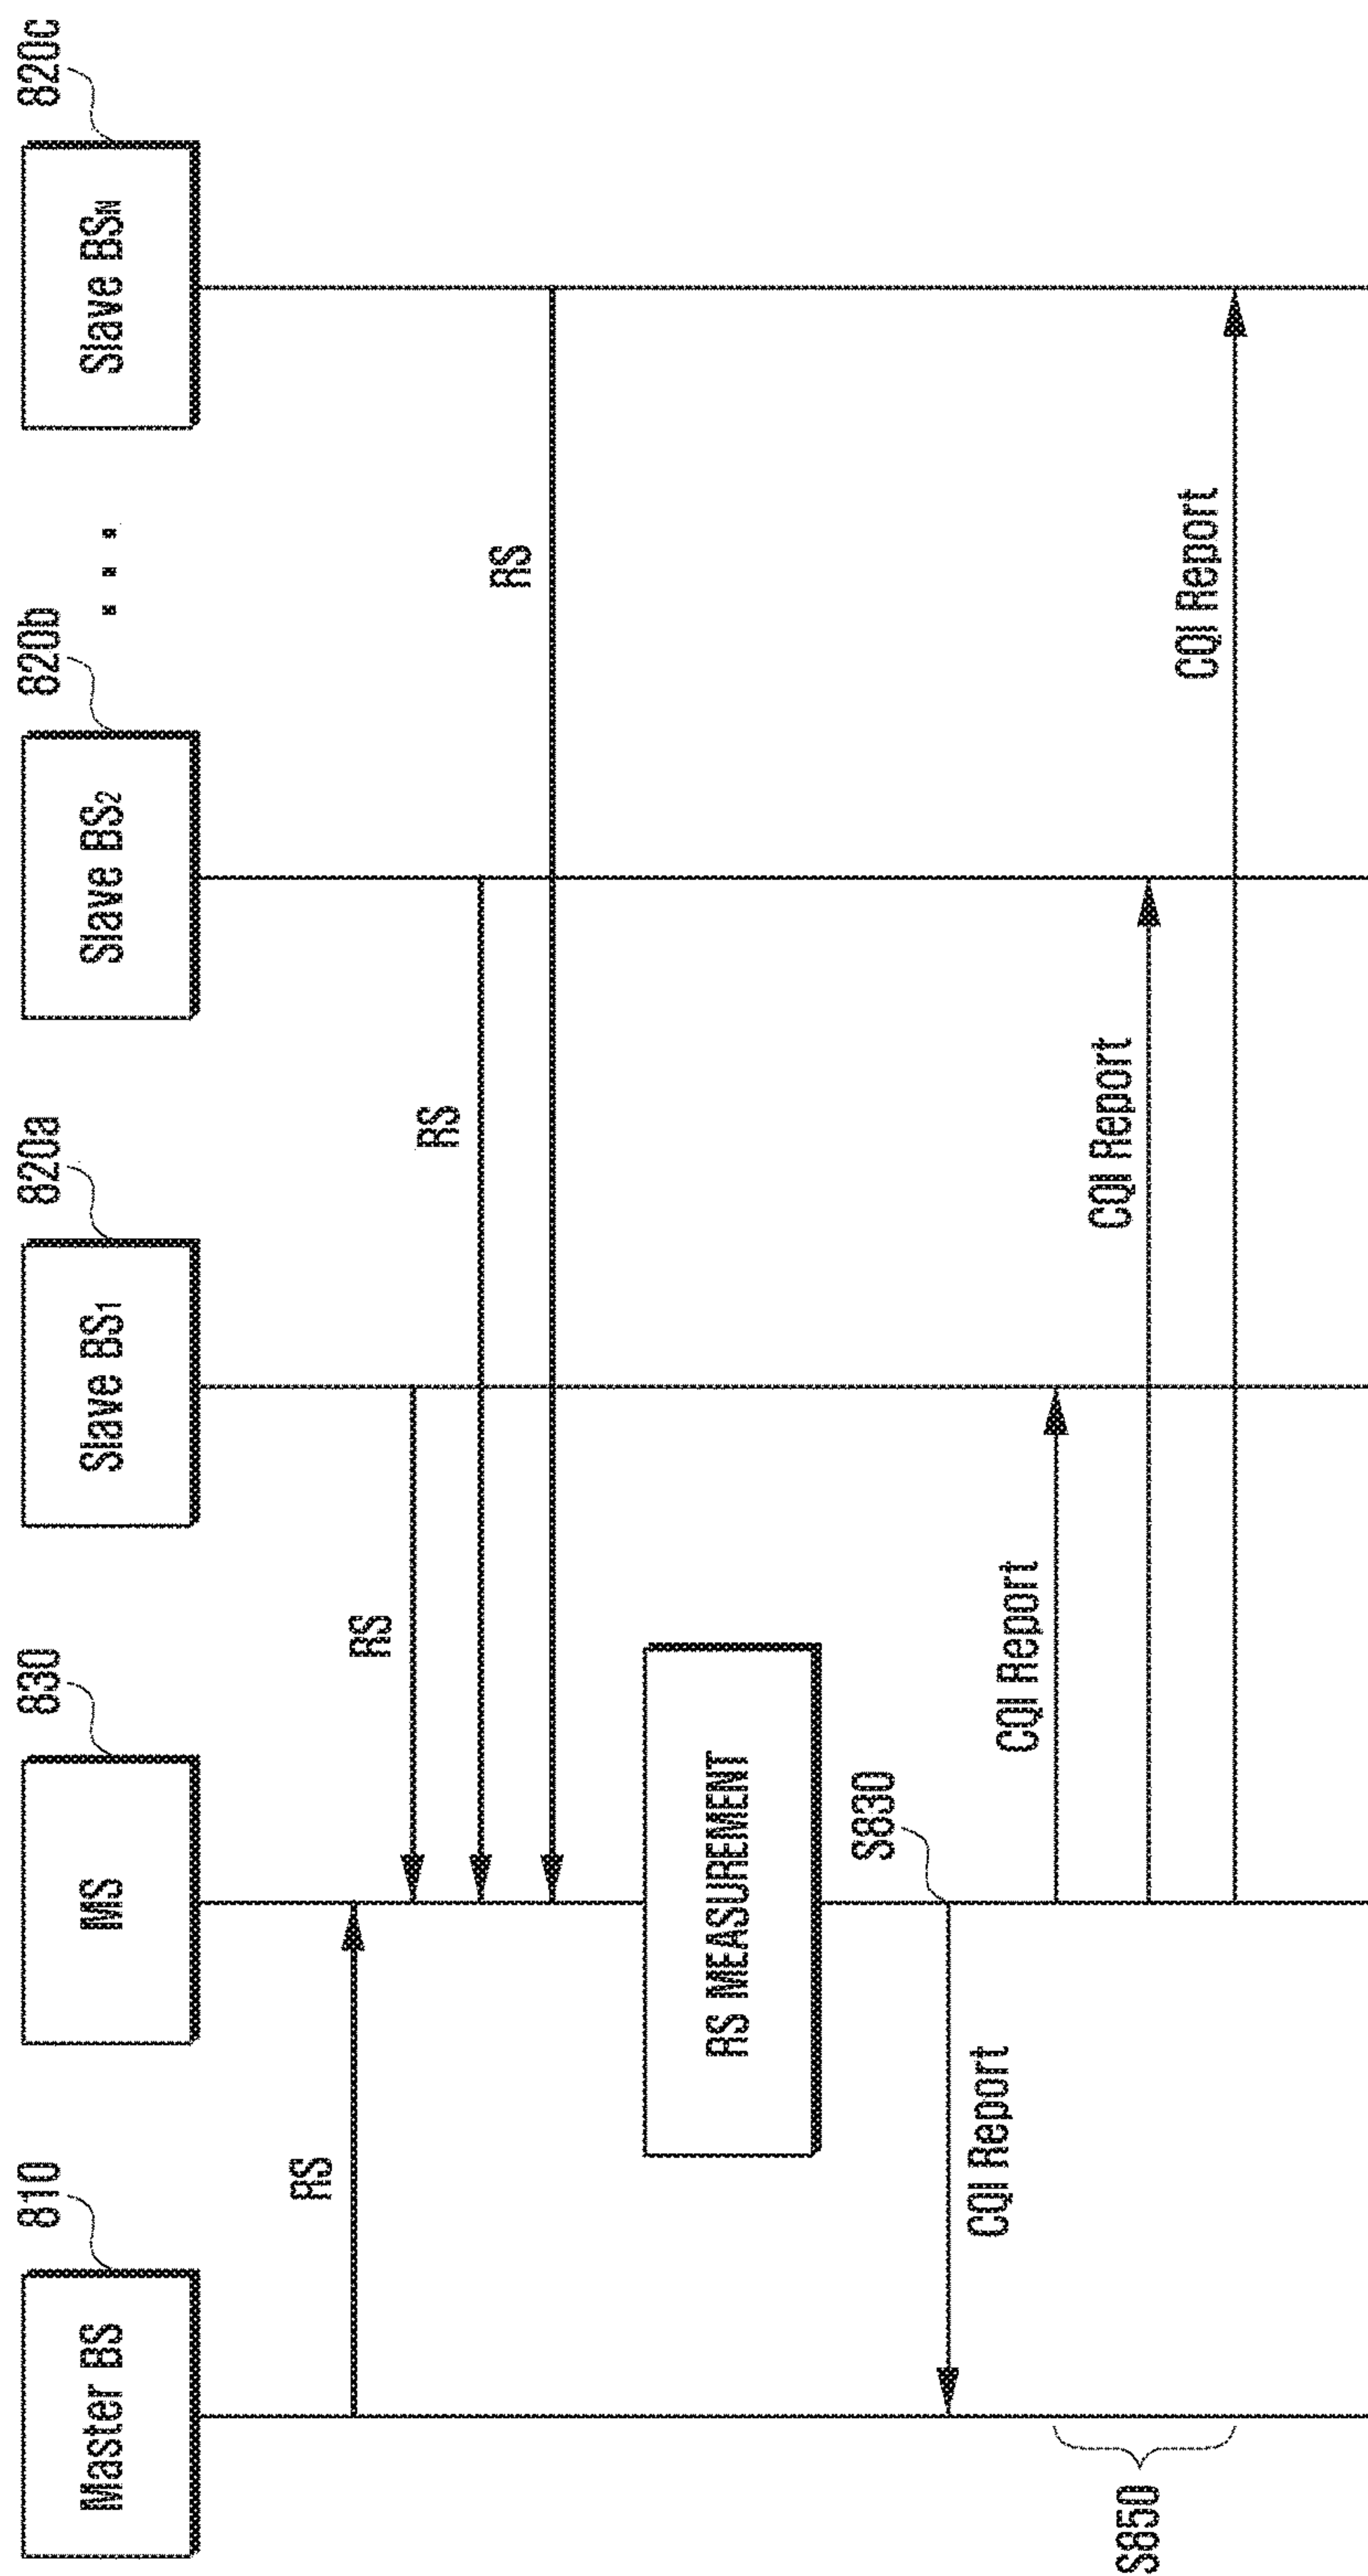 810
830
820a
820b
820c
Master BS
MS
Slave BS1
Slave BS2
...
Slave BSN
RS
RS
RS
RS
RS MEASUREMENT
S830
CQI Report
CQI Report
CQI Report
CQI Report
S850